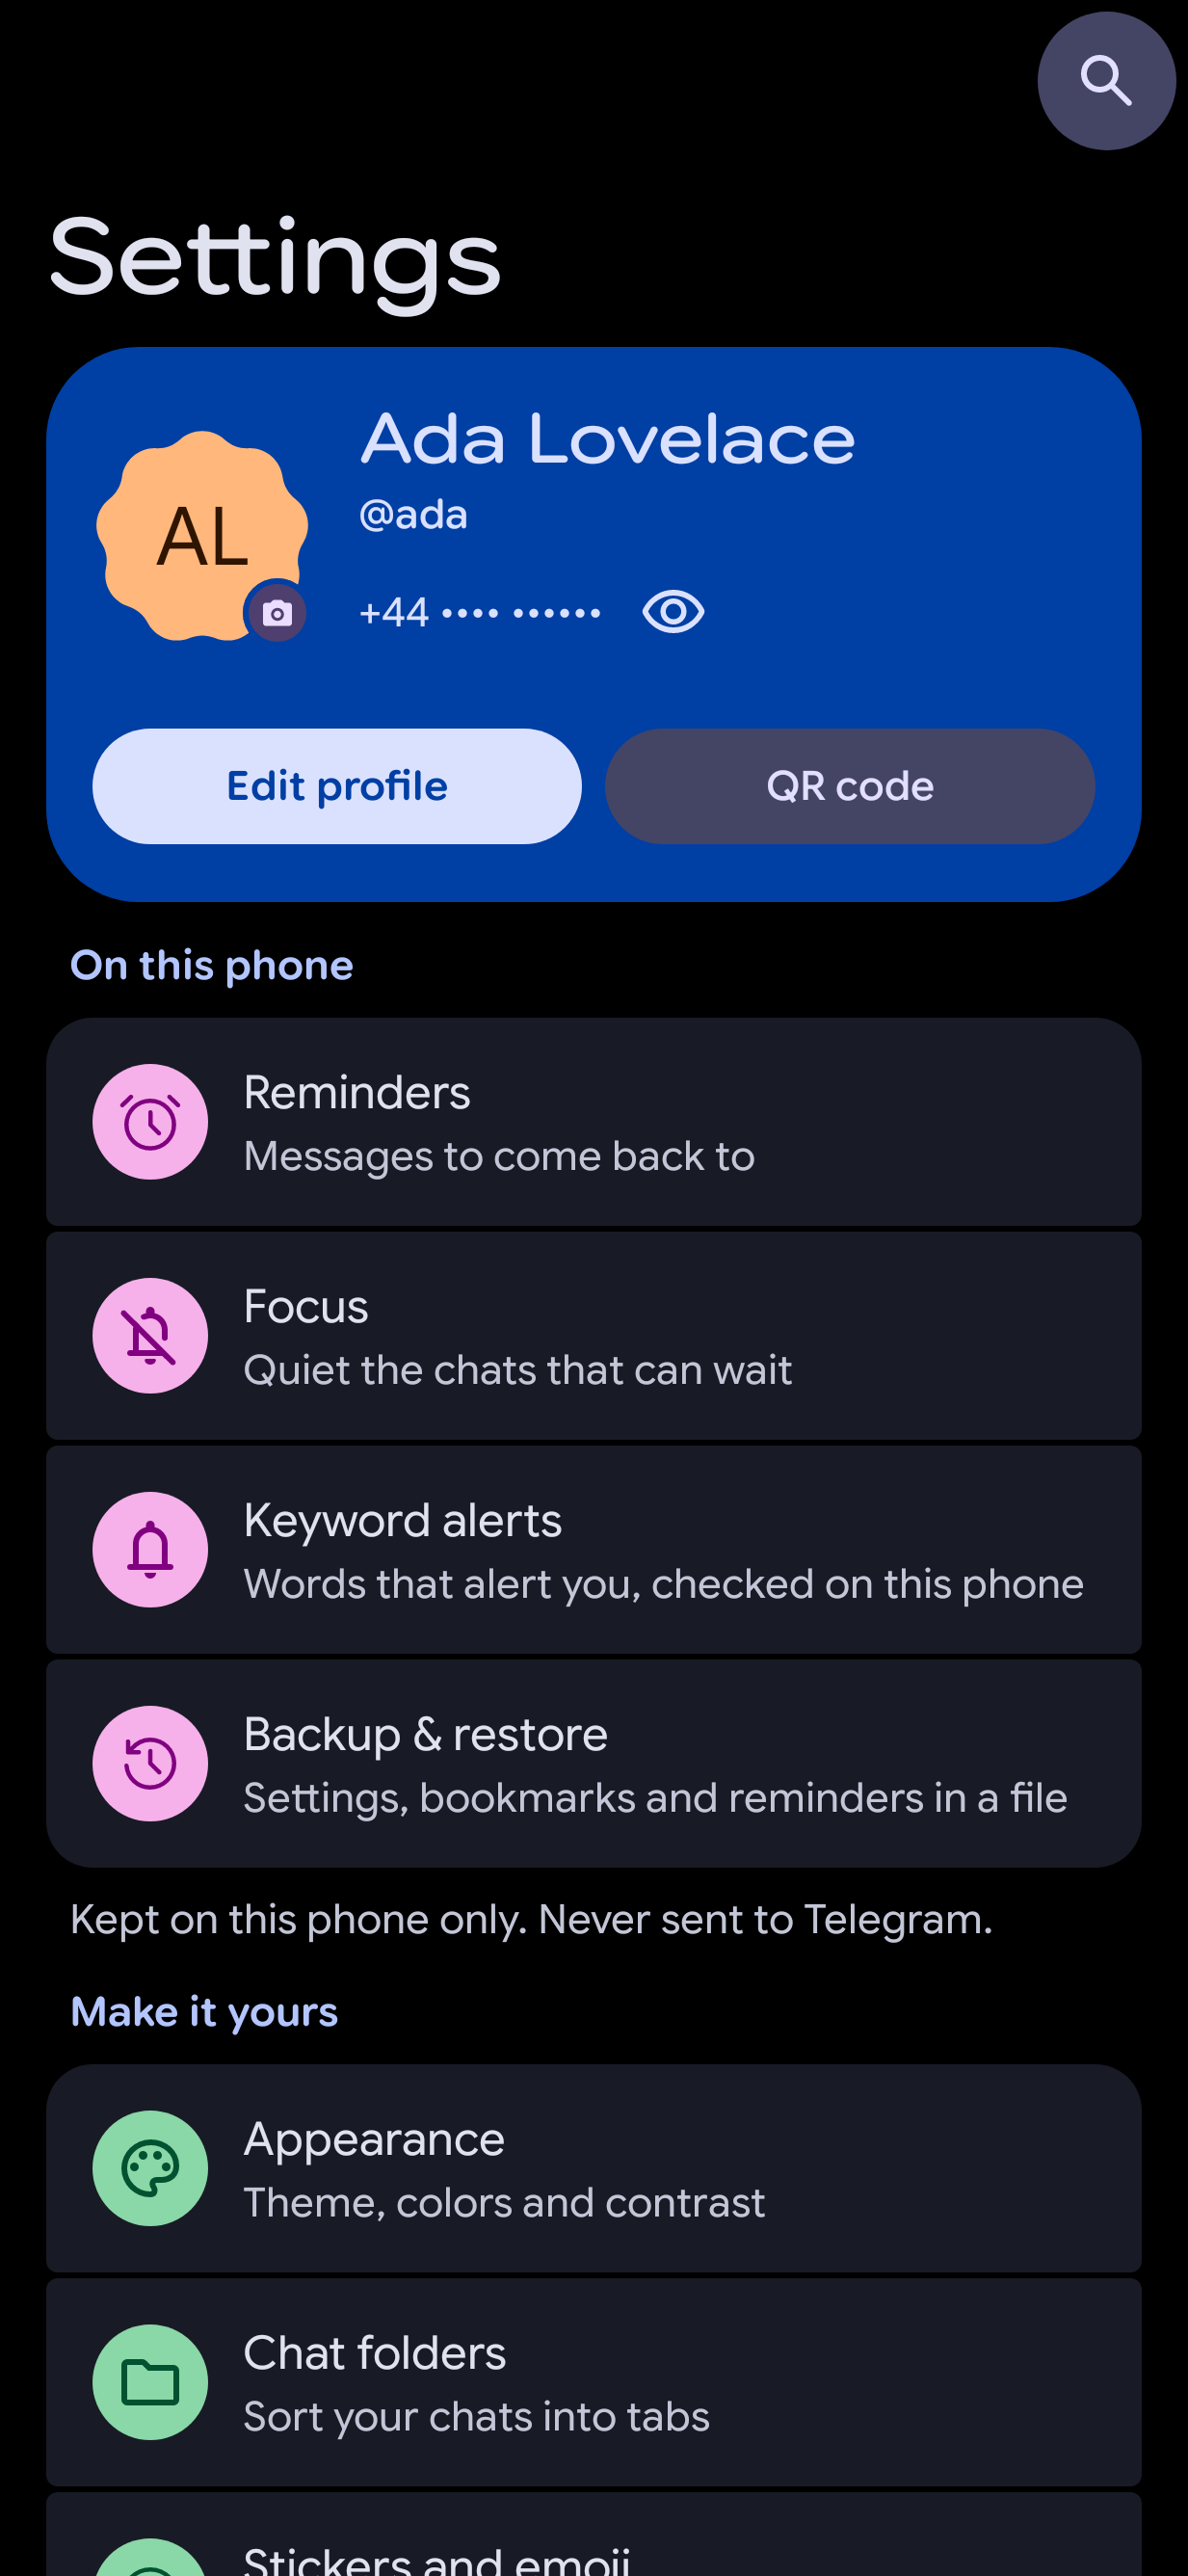 Settings
Ada Lovelace
@ada
AL
+44 •••• ••••••
Edit profile
QR code
On this phone
Reminders
Messages to come back to
Focus
Quiet the chats that can wait
Keyword alerts
Words that alert you, checked on this phone
Backup & restore
Settings, bookmarks and reminders in a file
Kept on this phone only. Never sent to Telegram.
Make it yours
Appearance
Theme, colors and contrast
Chat folders
Sort your chats into tabs
Stickers and emoji